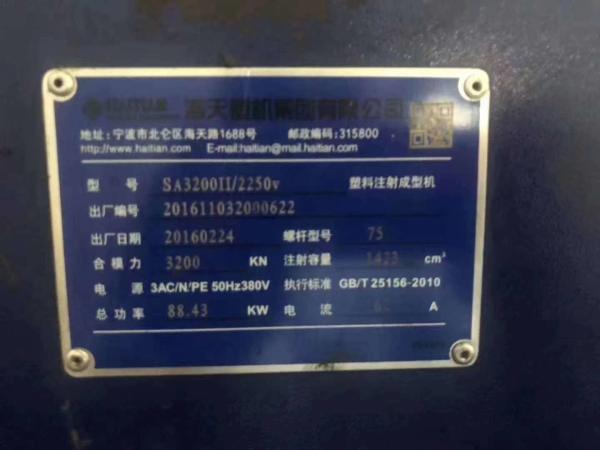 海天塑机集团有限公司
地址:宁波市北仑区海天路1688号 邮政编码:315800
http://www.haitian.com E-mail:haitian@mail.haitian.com
型 号 SA3200II/2250v 塑料注射成型机
出厂编号 201611032000622
出厂日期 20160224 螺杆型号 75
合模力 3200 KN 注射容量 1423 cm³
电 源 3AC/N/PE 50Hz380V 执行标准 GB/T 25156-2010
总功率 88.43 KW 电 流 A